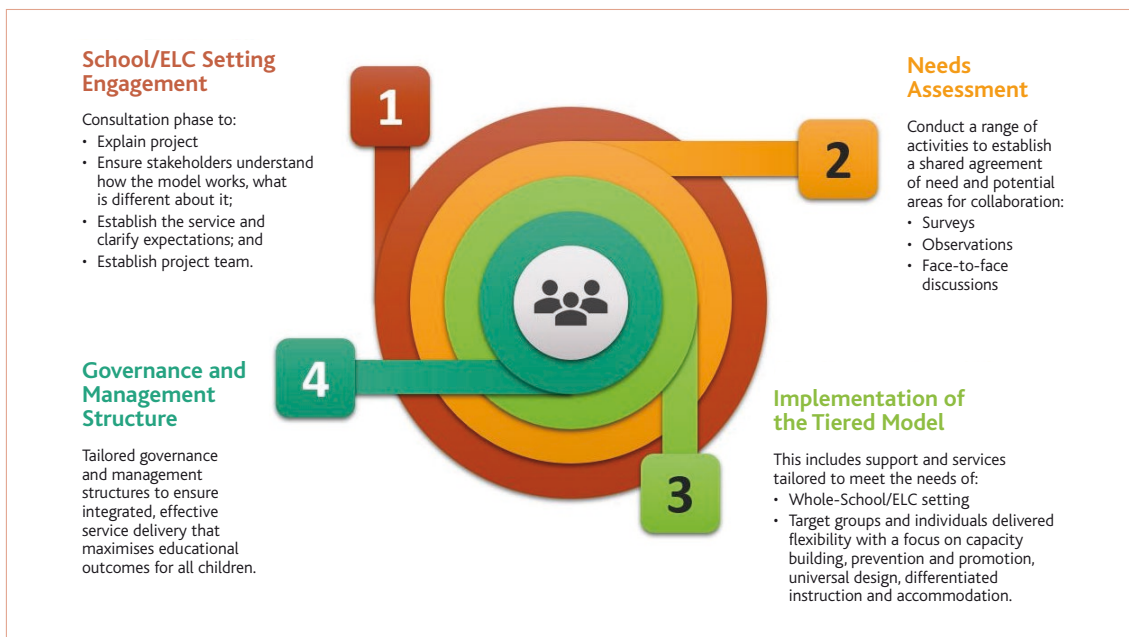 School/ELC Setting
Engagement
Consultation phase to:
• Explain project
• Ensure stakeholders understand
how the model works, what
is different about it;
• Establish the service and
clarify expectations; and
• Establish project team.
1
Needs
Assessment
Conduct a range of
activities to establish
a shared agreement
of need and potential
areas for collaboration:
• Surveys
• Observations
• Face-to-face
discussions
2
Implementation of
the Tiered Model
This includes support and services
tailored to meet the needs of:
• Whole-School/ELC setting
• Target groups and individuals delivered
flexibility with a focus on capacity
building, prevention and promotion,
universal design, differentiated
instruction and accommodation.
3
Governance and
Management
Structure
Tailored governance
and management
structures to ensure
integrated, effective
service delivery that
maximises educational
outcomes for all children.
4